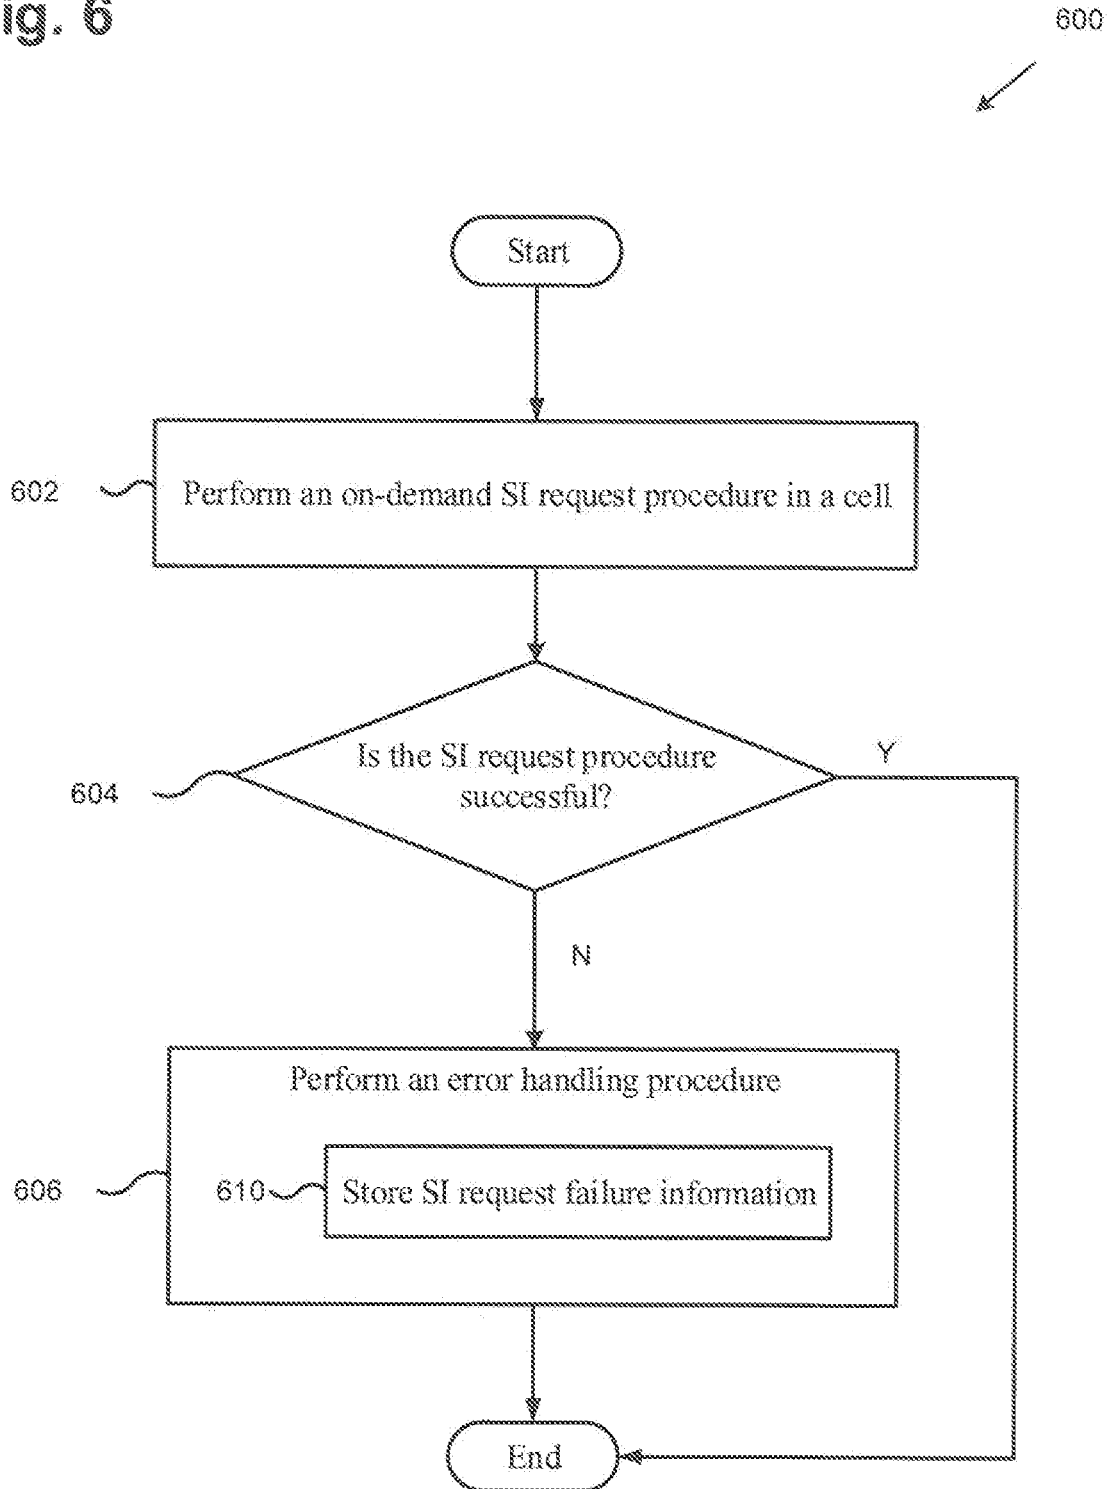 ig. 6
600
Start
602
Perform an on-demand SI request procedure in a cell
604
Is the SI request procedure
successful?
Y
N
Perform an error handling procedure
606
610
Store SI request failure information
End